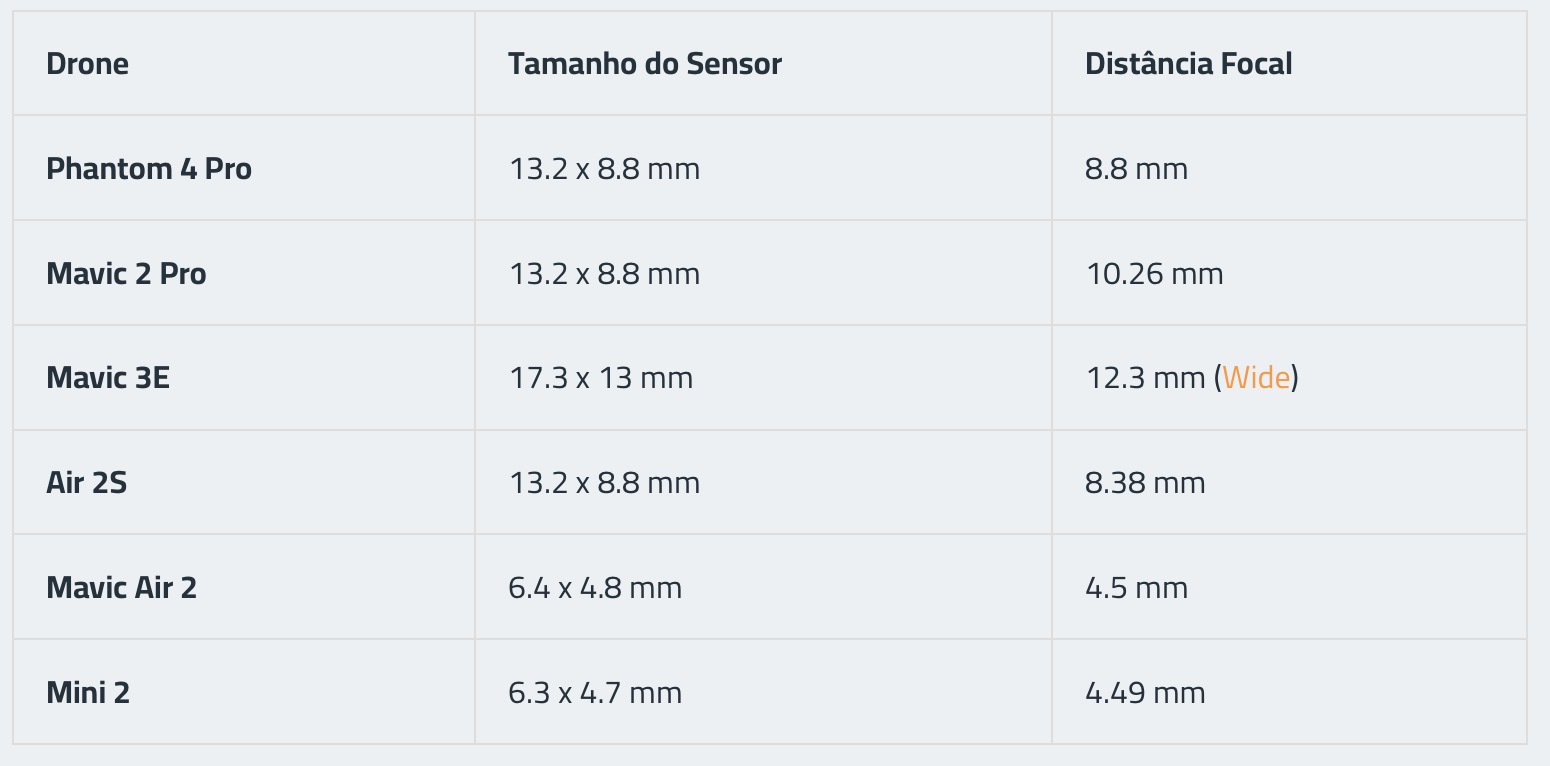 Drone Tamanho do Sensor Distância Focal
Phantom 4 Pro 13.2 x 8.8 mm 8.8 mm
Mavic 2 Pro 13.2 x 8.8 mm 10.26 mm
Mavic 3E 17.3 x 13 mm 12.3 mm (Wide)
Air 2S 13.2 x 8.8 mm 8.38 mm
Mavic Air 2 6.4 x 4.8 mm 4.5 mm
Mini 2 6.3 x 4.7 mm 4.49 mm